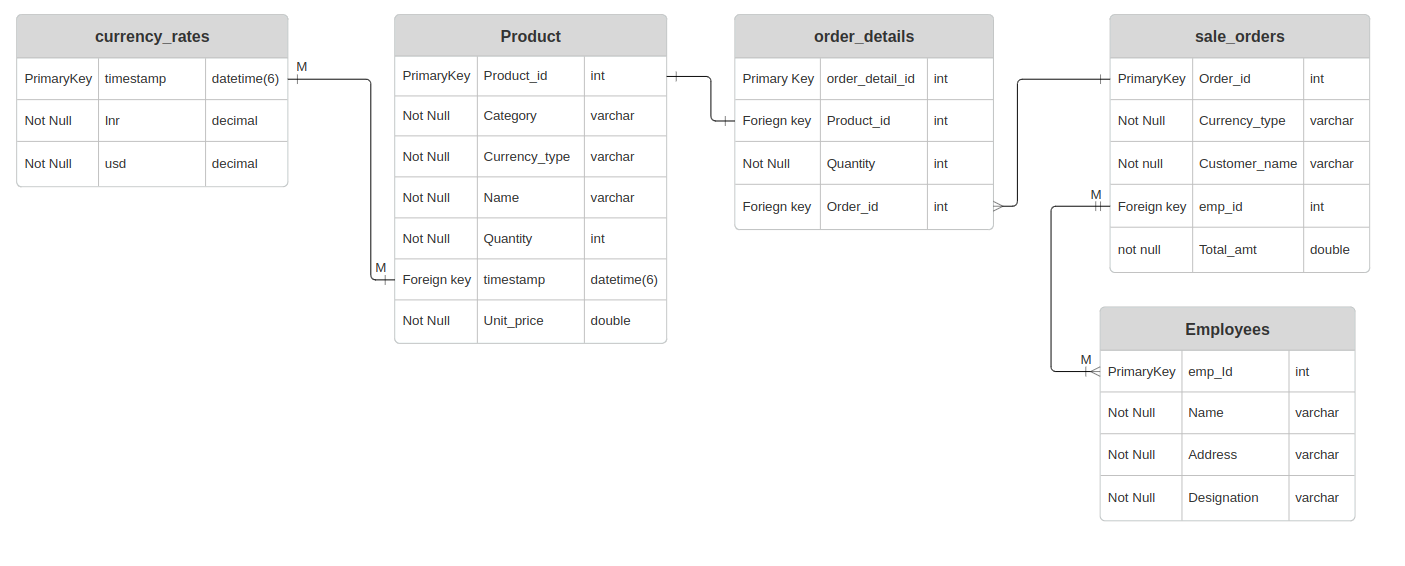 currency_rates
PrimaryKey timestamp datetime(6)
Not Null Inr decimal
Not Null usd decimal
M
M
Product
PrimaryKey Product_id int
Not Null Category varchar
Not Null Currency_type varchar
Not Null Name varchar
Not Null Quantity int
Foreign key timestamp datetime(6)
Not Null Unit_price double
order_details
Primary Key order_detail_id int
Foriegn key Product_id int
Not Null Quantity int
Foriegn key Order_id int
sale_orders
PrimaryKey Order_id int
Not Null Currency_type varchar
Not null Customer_name varchar
M
Foreign key emp_id int
not null Total_amt double
Employees
M
PrimaryKey emp_Id int
Not Null Name varchar
Not Null Address varchar
Not Null Designation varchar